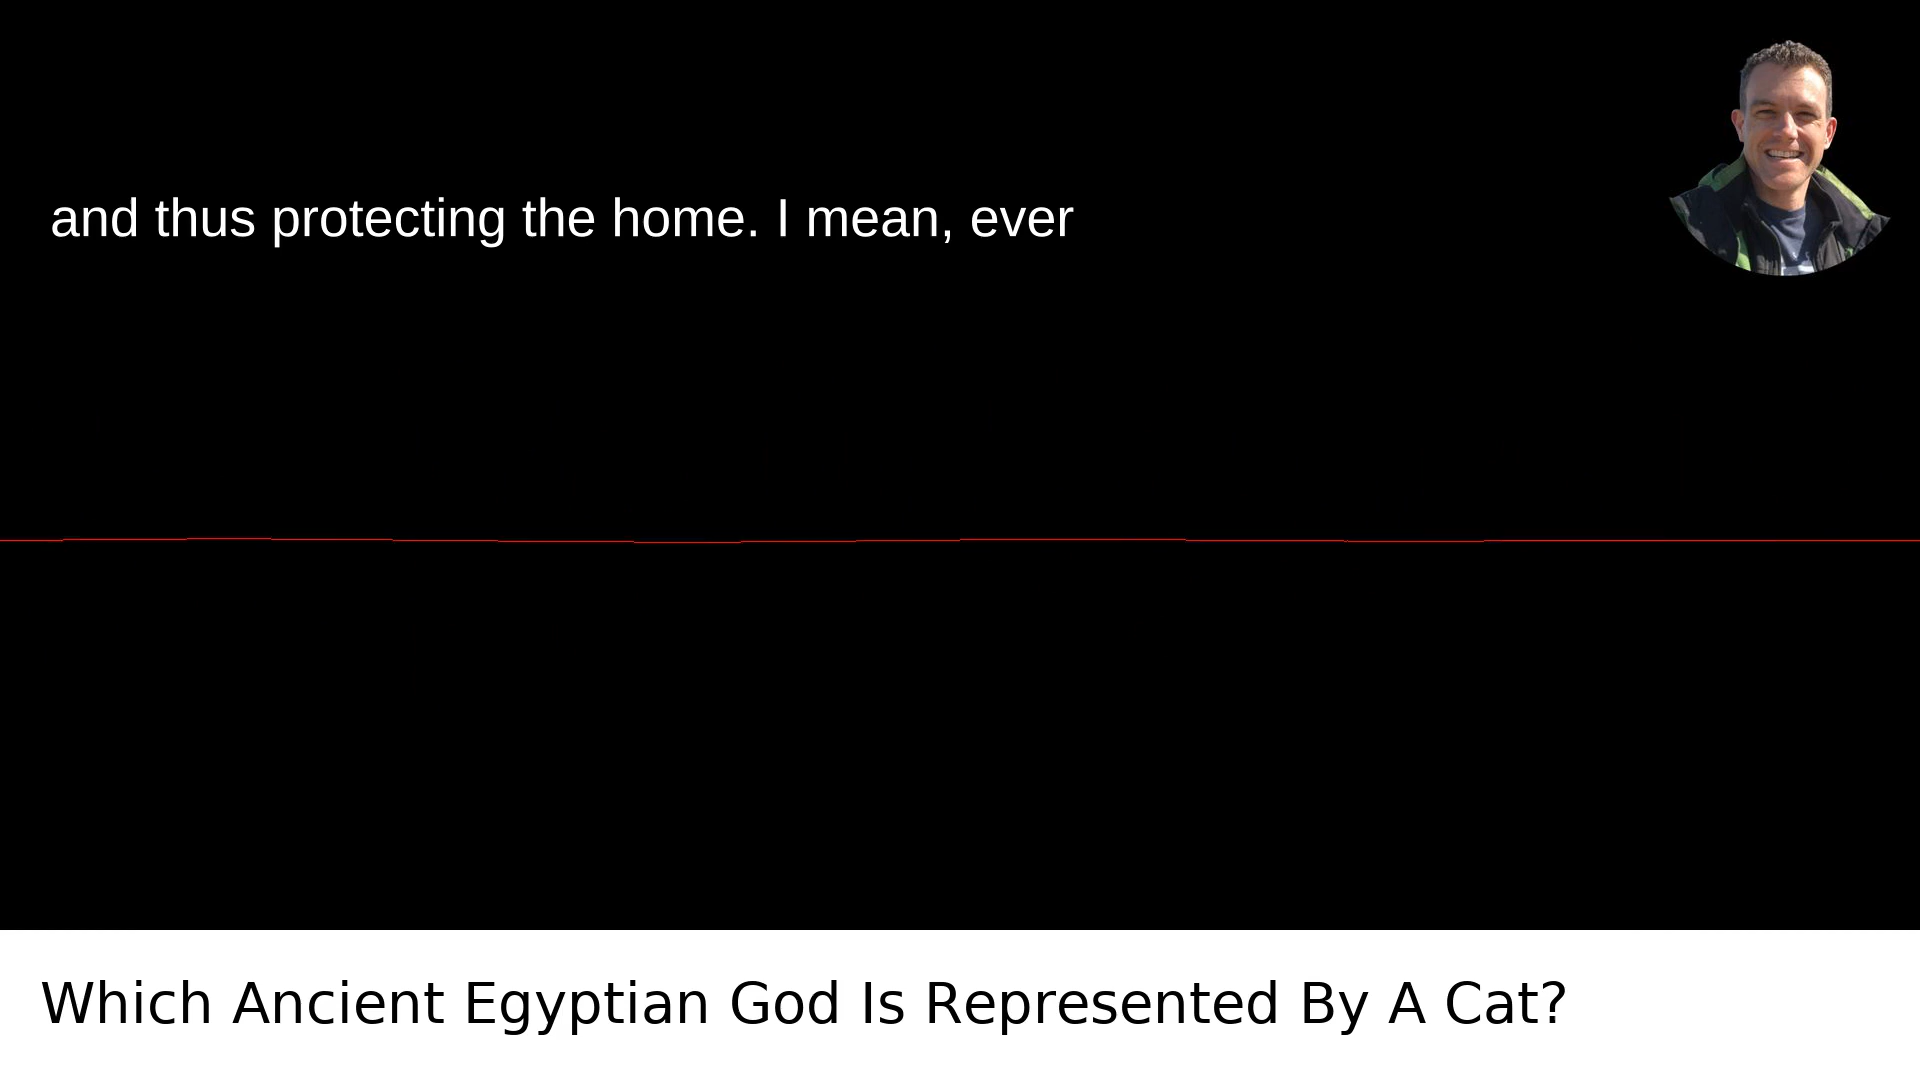 and thus protecting the home. I mean, ever
Which Ancient Egyptian God Is Represented By A Cat?